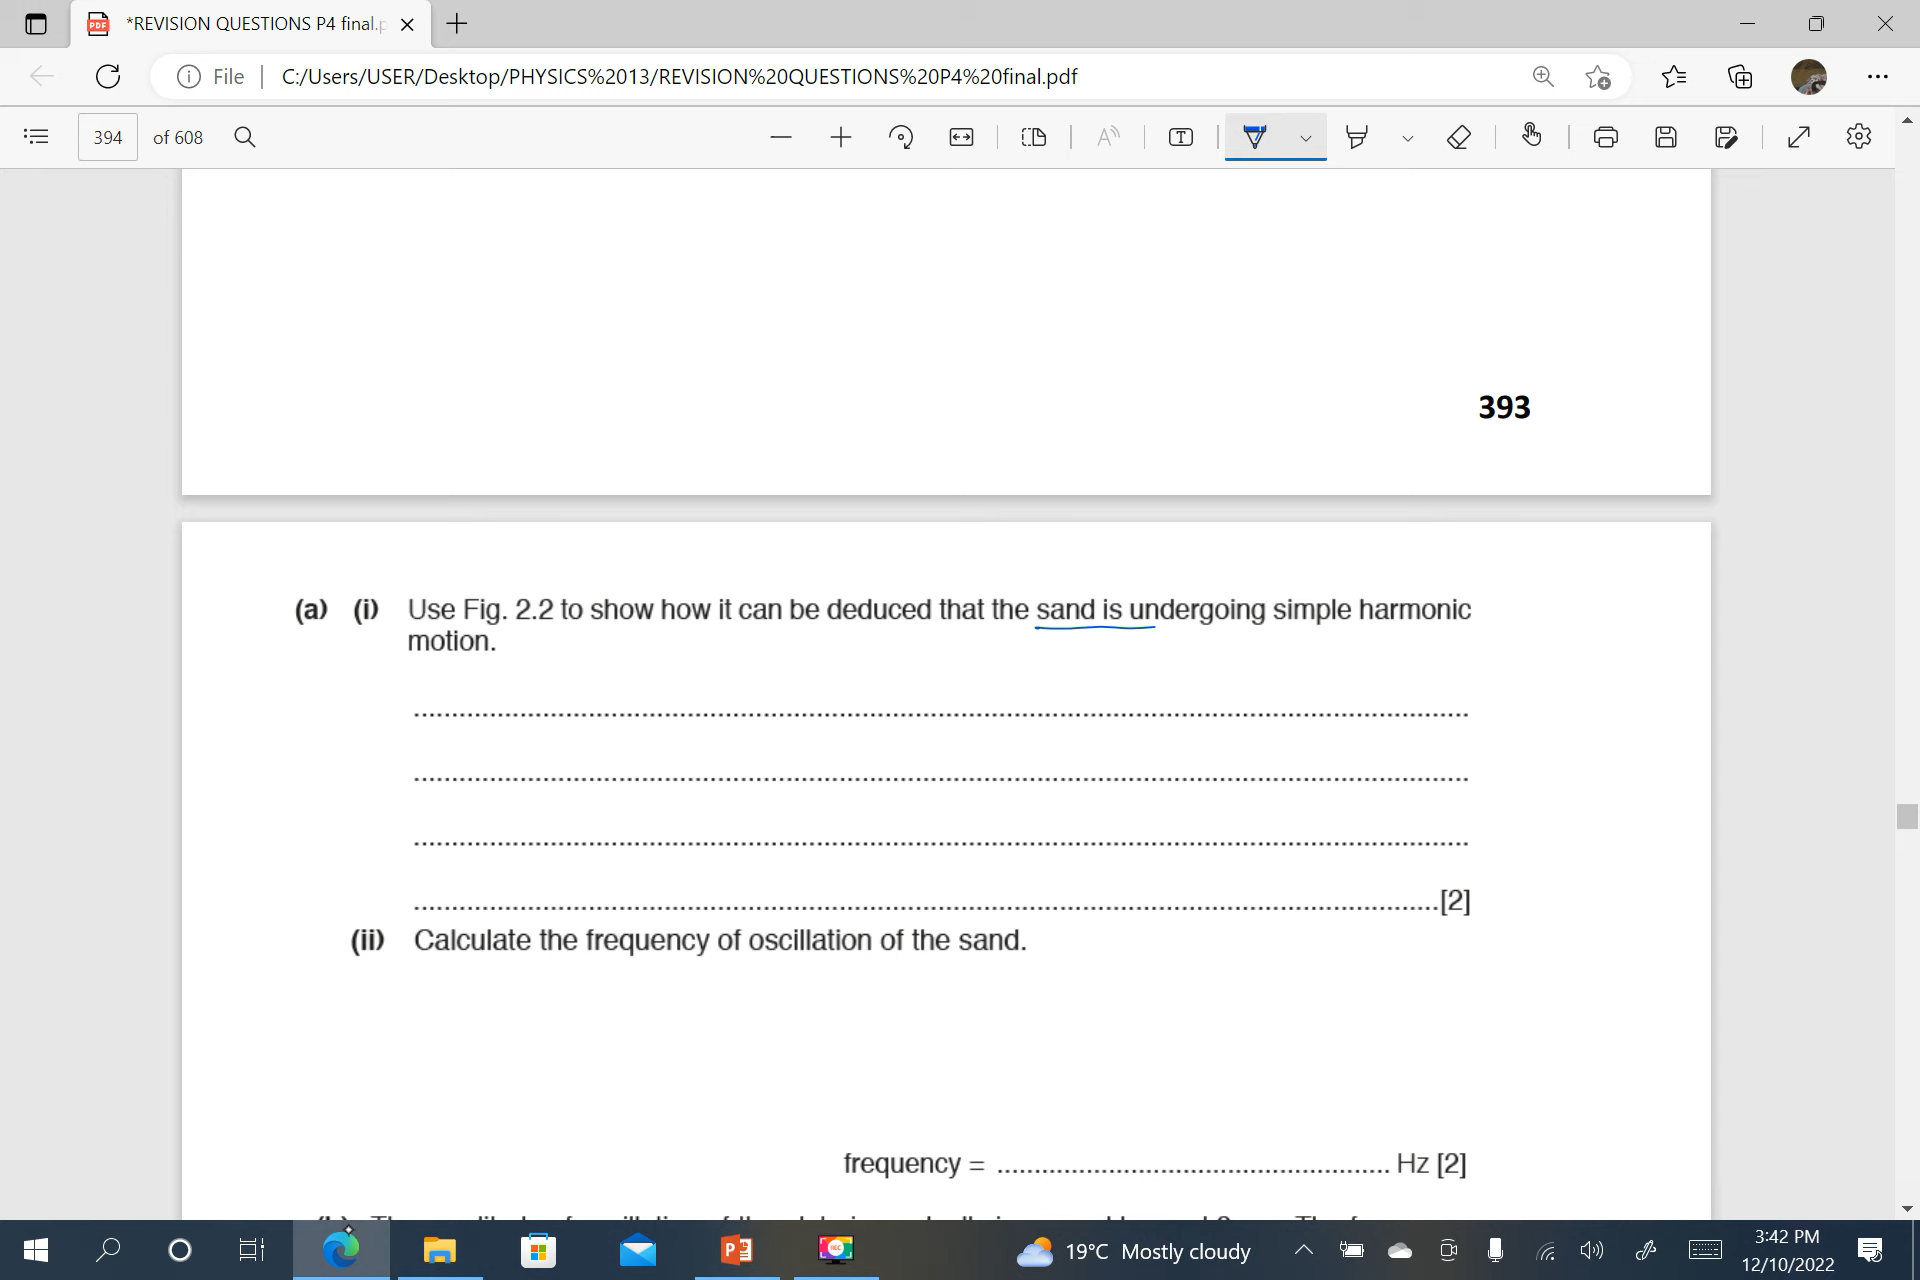 *REVISION QUESTIONS P4 final.p
File
C:/Users/USER/Desktop/PHYSICS%2013/REVISION%20QUESTIONS%20P4%20final.pdf
394 of 608
393
(a) (i) Use Fig. 2.2 to show how it can be deduced that the sand is undergoing simple harmonic
motion.
[2]
(ii) Calculate the frequency of oscillation of the sand.
frequency = .................................................... Hz [2]
19°C Mostly cloudy
3:42 PM
12/10/2022